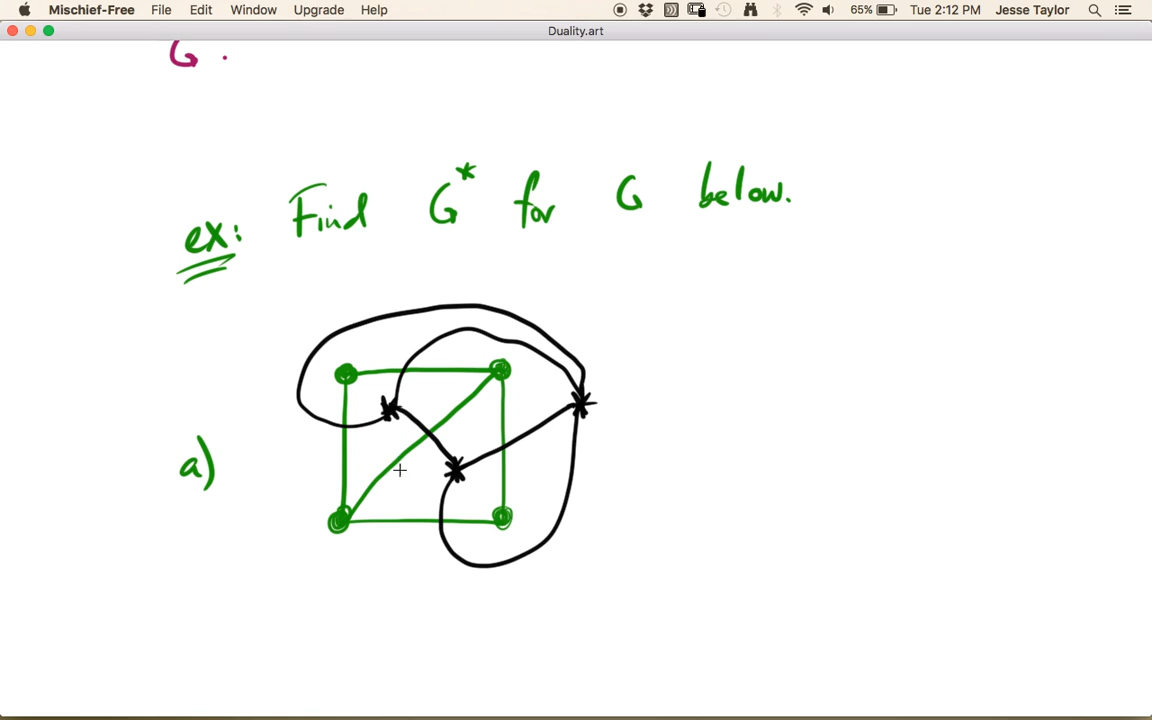 Mischief-Free File Edit Window Upgrade Help 65% Tue 2:12 PM Jesse Taylor
Duality.art
G.
ex: Find G* for G below.
a)